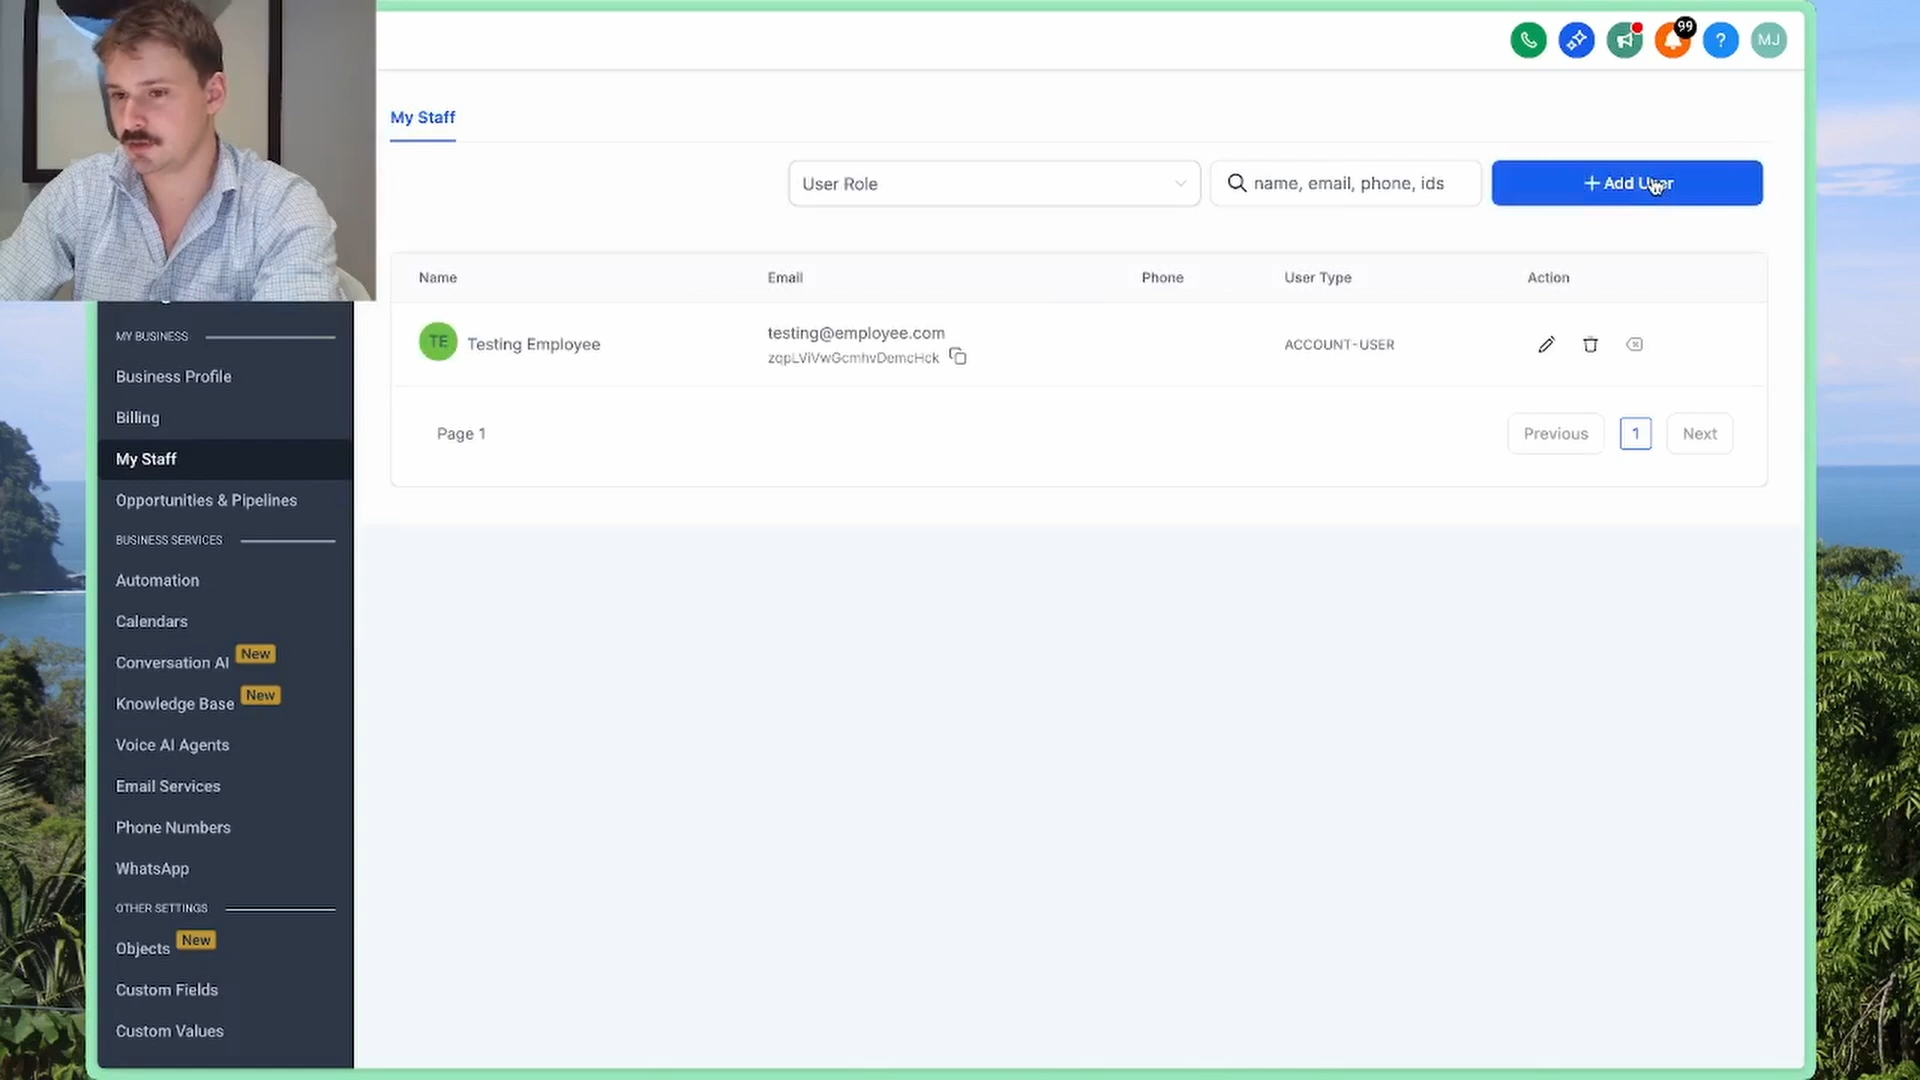 99
MJ
My Staff
User Role
name, email, phone, ids
Add User
Name
Email
Phone
User Type
Action
TE
Testing Employee
testing@employee.com
zqpLViVwGcmhvDemcHck
ACCOUNT-USER
Page 1
Previous
1
Next
MY BUSINESS
Business Profile
Billing
My Staff
Opportunities & Pipelines
BUSINESS SERVICES
Automation
Calendars
Conversation AI New
Knowledge Base New
Voice AI Agents
Email Services
Phone Numbers
WhatsApp
OTHER SETTINGS
Objects New
Custom Fields
Custom Values